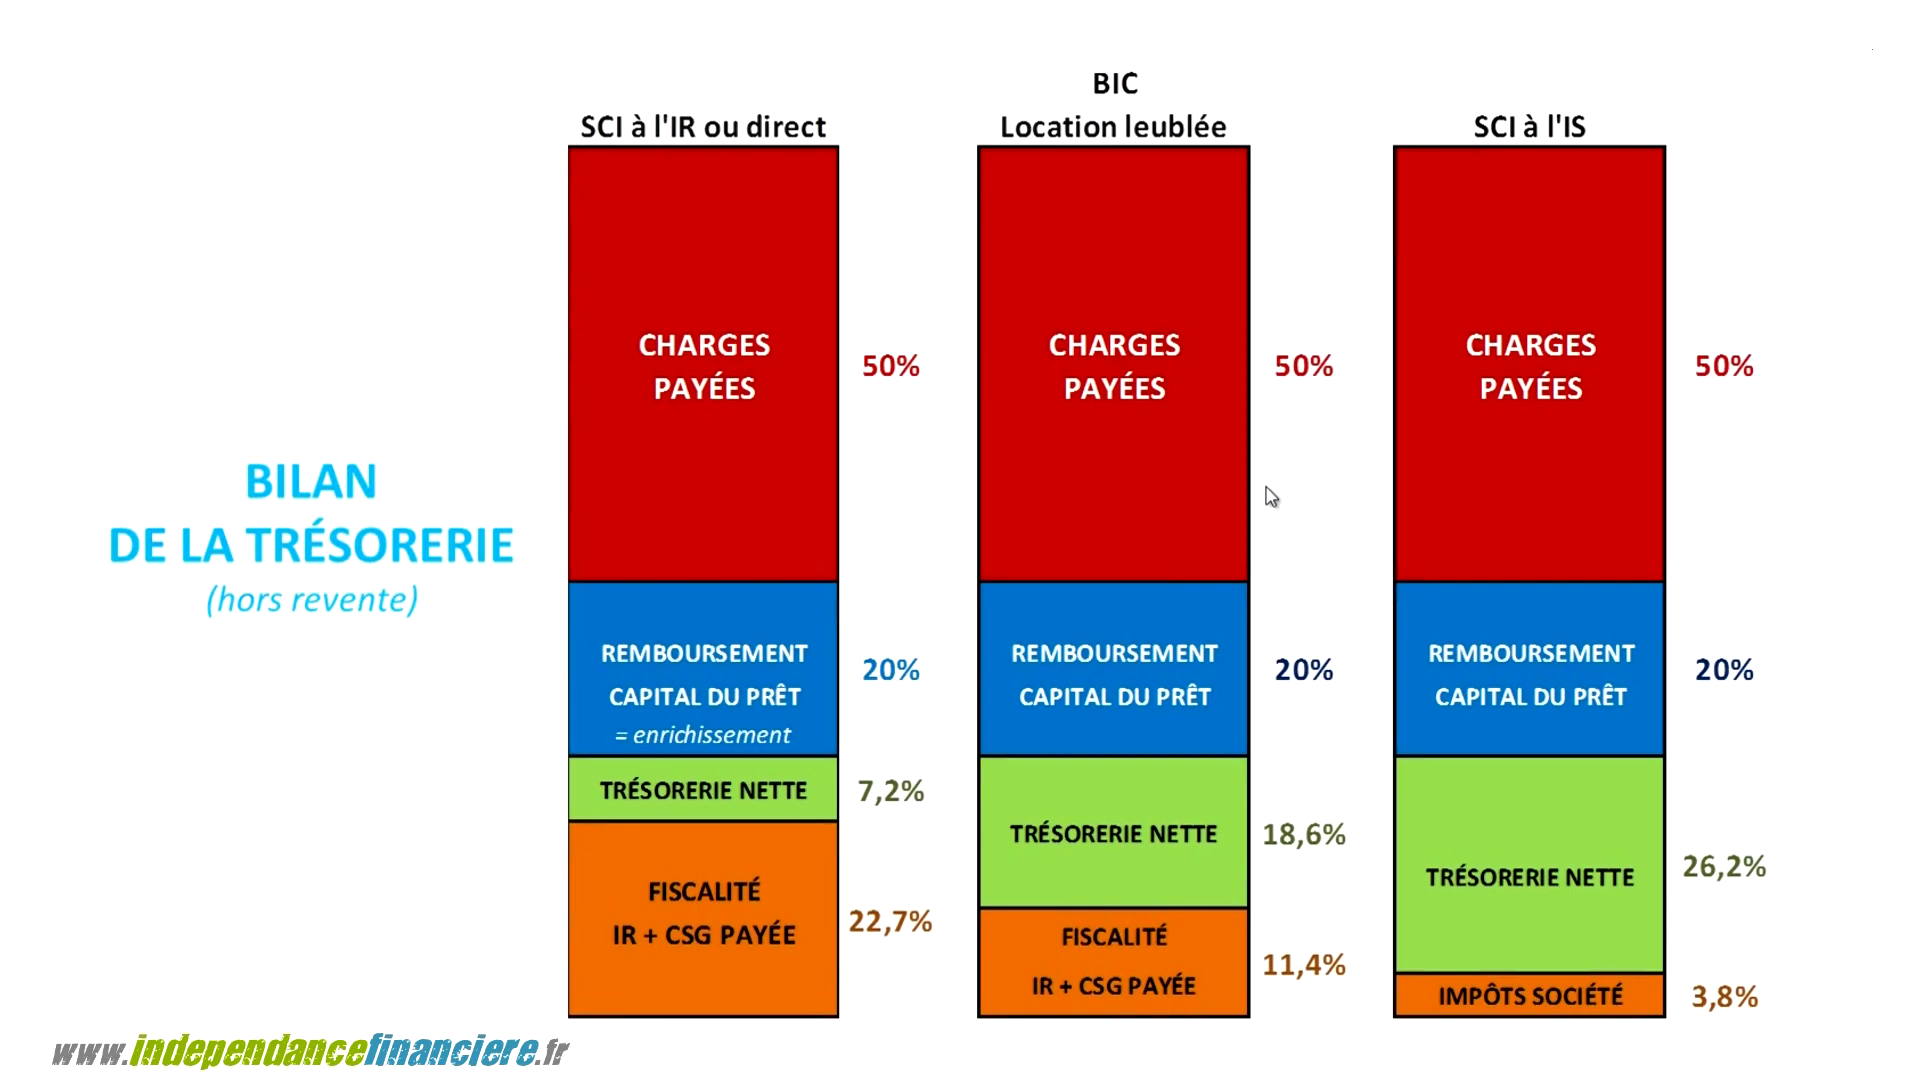 BILAN
DE LA TRÉSORERIE
(hors revente)
SCI à l'IR ou direct
CHARGES
PAYÉES
50%
REMBOURSEMENT
CAPITAL DU PRÊT
= enrichissement
20%
TRÉSORERIE NETTE
7,2%
FISCALITÉ
IR + CSG PAYÉE
22,7%
BIC
Location leublée
CHARGES
PAYÉES
50%
REMBOURSEMENT
CAPITAL DU PRÊT
20%
TRÉSORERIE NETTE
18,6%
FISCALITÉ
IR + CSG PAYÉE
11,4%
SCI à l'IS
CHARGES
PAYÉES
50%
REMBOURSEMENT
CAPITAL DU PRÊT
20%
TRÉSORERIE NETTE
26,2%
IMPÔTS SOCIÉTÉ
3,8%
www.independancefinanciere.fr